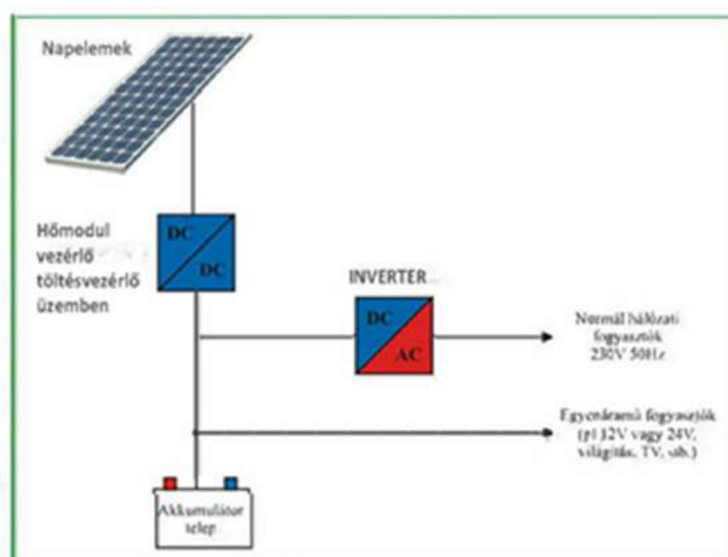 Napelemek
Hőmodul
vezérlő
töltésvezérlő
üzemben
DC
DC
INVERTER
DC
AC
Normál hálózati
fogyasztók
230V 50Hz
Egyenáramú fogyasztók
(pl 12V vagy 24V,
világítás, TV, stb.)
Akkumulátor
telep